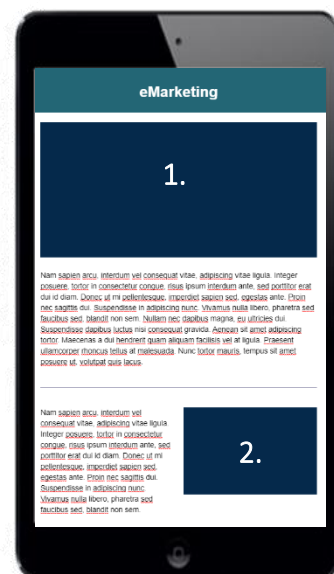 eMarketing
1.
Nam sapien arcu, interdum vel consequat vitae, adipiscing vitae ligula. Integer
posuere, tortor in consectetur congue, risus ipsum interdum ante, sed porttitor erat
dui id diam. Donec ut mi pellentesque, imperdiet sapien sed, egestas ante. Proin
nec sagittis dui. Suspendisse in adipiscing nunc. Vivamus nulla libero, pharetra sed
faucibus sed, blandit non sem. Nullam nec dapibus magna, eu ultricies dui.
Suspendisse dapibus luctus nisi consequat gravida. Aenean sit amet adipiscing
tortor. Maecenas a dui hendrerit quam aliquam facilisis vel at ligula. Praesent
ullamcorper rhoncus tellus at malesuada. Nunc tortor mauris, tempus sit amet
posuere ut, volutpat quis lacus.
Nam sapien arcu, interdum vel
consequat vitae, adipiscing vitae ligula.
Integer posuere, tortor in consectetur
congue, risus ipsum interdum ante, sed
porttitor erat dui id diam. Donec ut mi
pellentesque, imperdiet sapien sed,
egestas ante. Proin nec sagittis dui.
Suspendisse in adipiscing nunc.
Vivamus nulla libero, pharetra sed
faucibus sed, blandit non sem.
2.